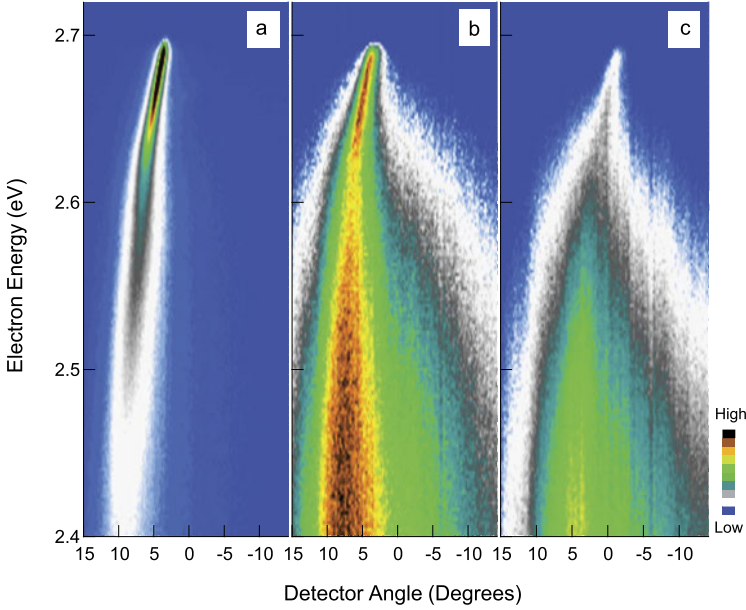 a
b
c
2.7
2.6
2.5
2.4
Electron Energy (eV)
15 10 5 0 -5 -10 15 10 5 0 -5 -10 15 10 5 0 -5 -10
Detector Angle (Degrees)
High
Low